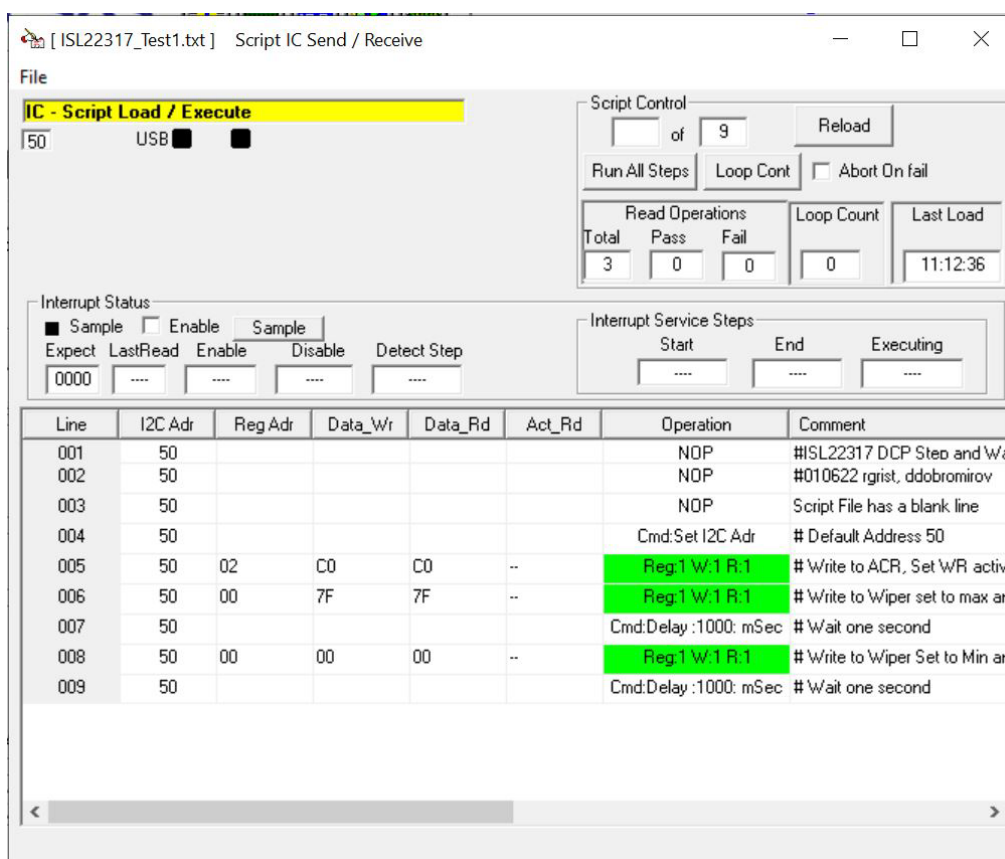 [ ISL22317_Test1.txt ] Script IC Send / Receive
File
IC - Script Load / Execute
50 USB
Script Control
of 9 Reload
Run All Steps Loop Cont Abort On fail
Read Operations Loop Count Last Load
Total Pass Fail
3 0 0 0 11:12:36
Interrupt Status
Sample Enable Sample
Expect LastRead Enable Disable Detect Step
0000 ---- ---- ---- ----
Interrupt Service Steps
Start End Executing
---- ---- ----
Line I2C Adr Reg Adr Data_Wr Data_Rd Act_Rd Operation Comment
001 50 NOP #ISL22317 DCP Step and Wa
002 50 NOP #010622 rgrist, ddobromirov
003 50 NOP Script File has a blank line
004 50 Cmd:Set I2C Adr # Default Address 50
005 50 02 C0 C0 -- Reg:1 W:1 R:1 # Write to ACR, Set WR activ
006 50 00 7F 7F -- Reg:1 W:1 R:1 # Write to Wiper set to max ar
007 50 Cmd:Delay :1000: mSec # Wait one second
008 50 00 00 00 -- Reg:1 W:1 R:1 # Write to Wiper Set to Min ar
009 50 Cmd:Delay :1000: mSec # Wait one second